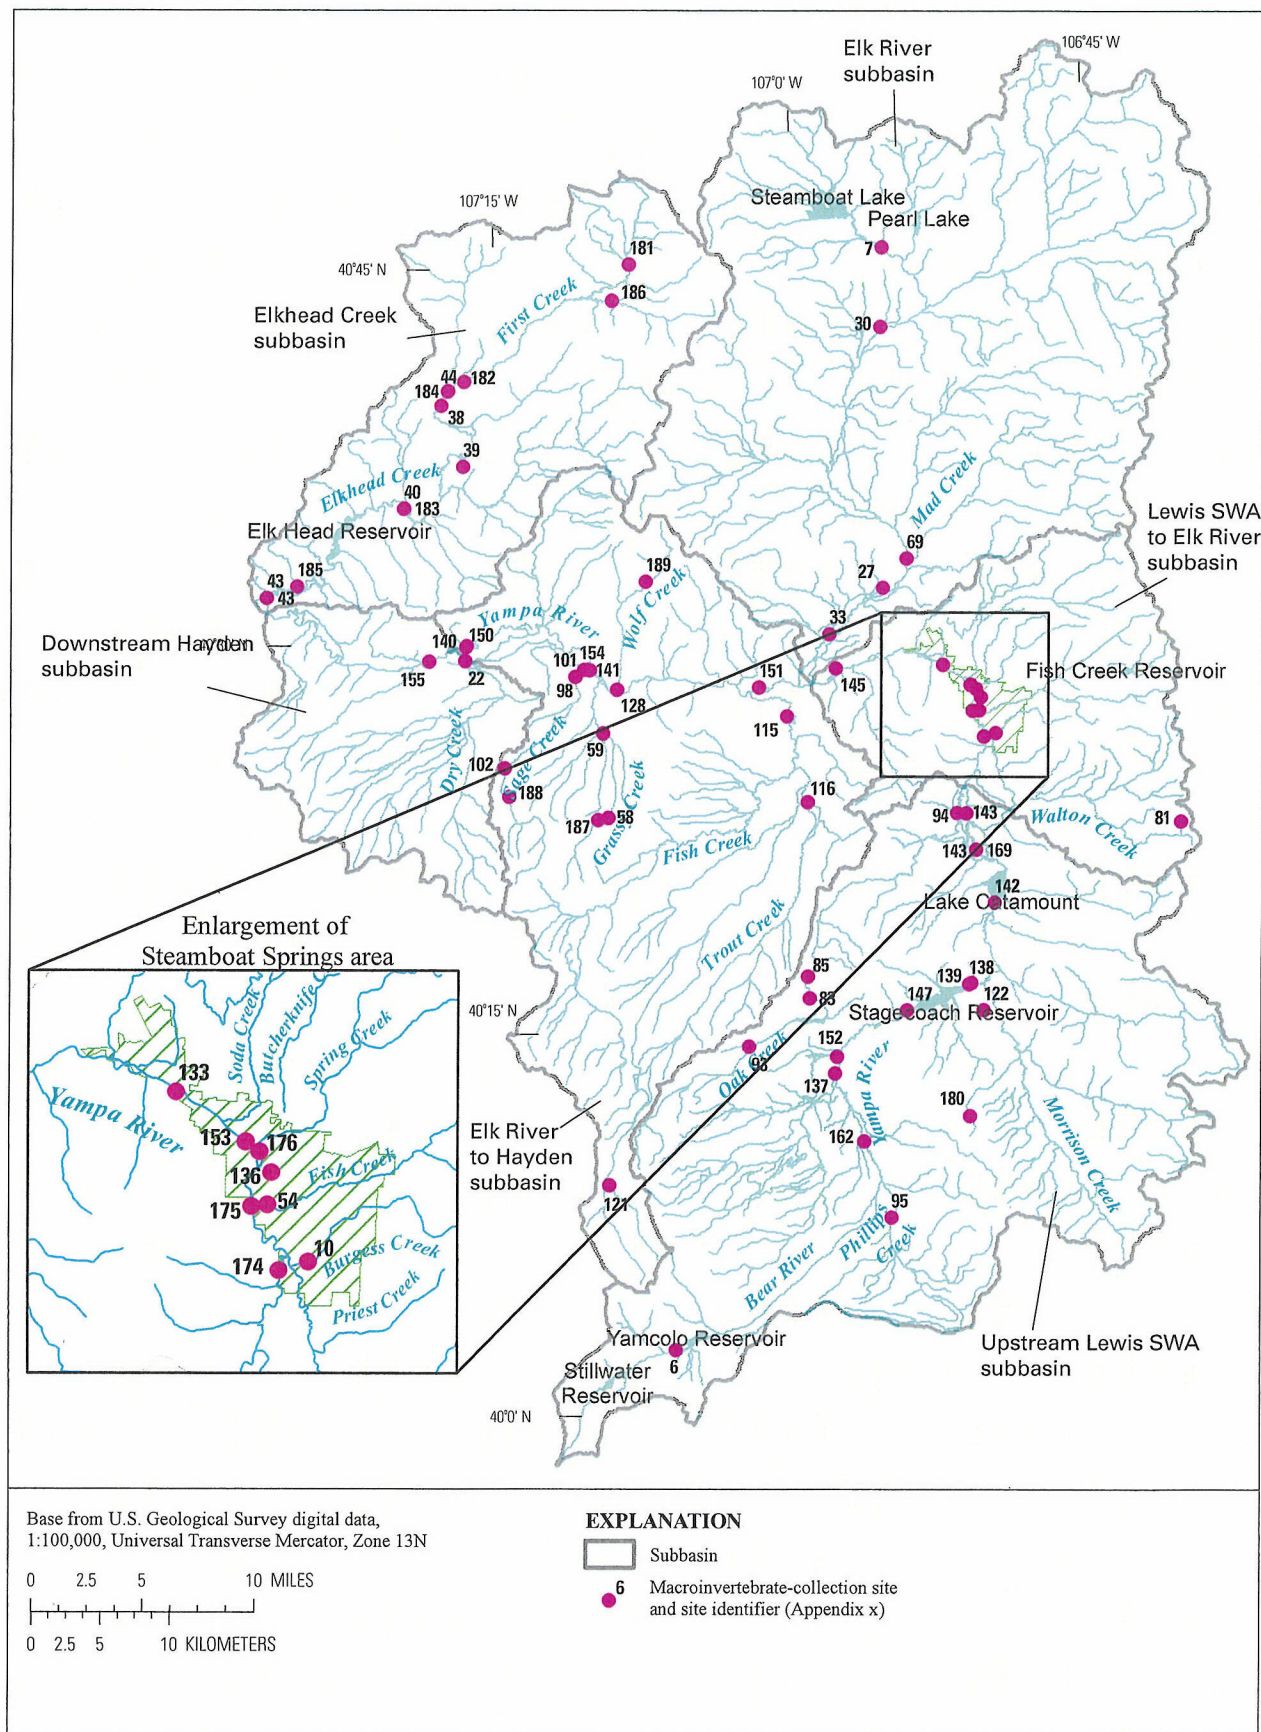 106°45' W
Elk River
subbasin
107°0' W
Steamboat Lake
Pearl Lake
107°15' W
7
181
40°45' N
186
First Creek
Elkhead Creek
subbasin
30
44
182
184
38
39
Elkhead Creek
40
183
Mad Creek
Elk Head Reservoir
Lewis SWA
to Elk River
subbasin
69
189
27
43
185
43
Wolf Creek
Yampa River
33
Downstream Hayden
subbasin
140
150
154
101
141
155
22
98
128
151
145
Fish Creek Reservoir
115
59
Dry Creek
Sage Creek
102
188
Grassy Creek
187
58
116
Fish Creek
94
143
Walton Creek
81
143
169
142
Lake Catamount
Enlargement of
Steamboat Springs area
Trout Creek
85
83
139
138
147
122
Stagecoach Reservoir
40°15' N
Soda Creek
Butcherknife C
Spring Creek
133
Yampa River
153
176
136
Fish Creek
175
54
10
174
Burgess Creek
Priest Creek
93
Oak Creek
152
137
Yampa River
180
Morrison Creek
162
Elk River
to Hayden
subbasin
121
95
Phillips
Creek
Bear River
Yamcolo Reservoir
6
Stillwater
Reservoir
Upstream Lewis SWA
subbasin
40°0' N
Base from U.S. Geological Survey digital data,
1:100,000, Universal Transverse Mercator, Zone 13N
0 2.5 5 10 MILES
0 2.5 5 10 KILOMETERS
EXPLANATION
Subbasin
6 Macroinvertebrate-collection site
and site identifier (Appendix x)